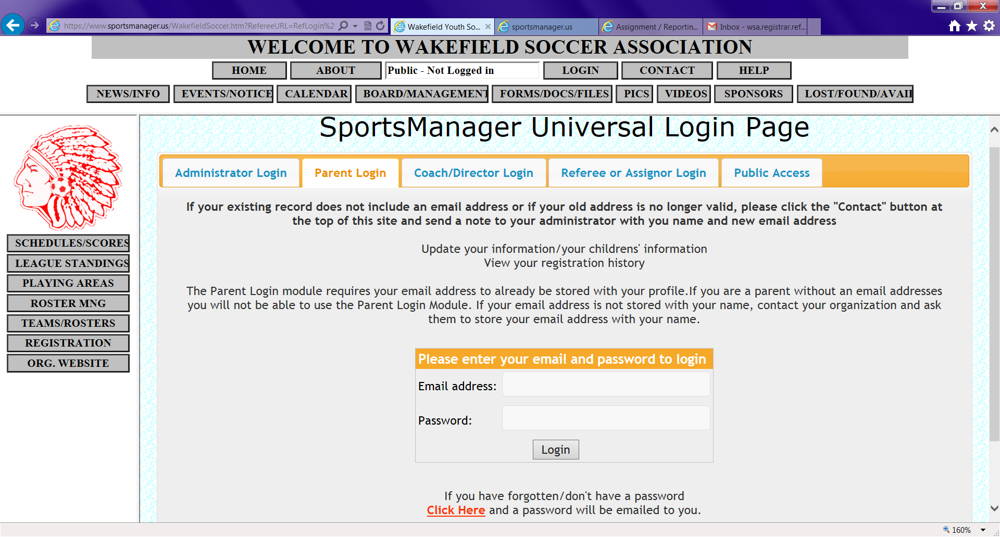 https://www.sportsmanager.us/WakefieldSoccer.htm?RefereeURL=RefLogin%2
Wakefield Youth So...
sportsmanager.us
Assignment / Reportin...
Inbox - wsa.registrar.ref...
WELCOME TO WAKEFIELD SOCCER ASSOCIATION
HOME
ABOUT
Public - Not Logged in
LOGIN
CONTACT
HELP
NEWS/INFO
EVENTS/NOTICE
CALENDAR
BOARD/MANAGEMENT
FORMS/DOCS/FILES
PICS
VIDEOS
SPONSORS
LOST/FOUND/AVAIL
SCHEDULES/SCORES
LEAGUE STANDINGS
PLAYING AREAS
ROSTER MNG
TEAMS/ROSTERS
REGISTRATION
ORG. WEBSITE
SportsManager Universal Login Page
Administrator Login
Parent Login
Coach/Director Login
Referee or Assignor Login
Public Access
If your existing record does not include an email address or if your old address is no longer valid, please click the "Contact" button at
the top of this site and send a note to your administrator with you name and new email address
Update your information/your childrens' information
View your registration history
The Parent Login module requires your email address to already be stored with your profile.If you are a parent without an email addresses
you will not be able to use the Parent Login Module. If your email address is not stored with your name, contact your organization and ask
them to store your email address with your name.
Please enter your email and password to login
Email address:
Password:
Login
If you have forgotten/don't have a password
Click Here and a password will be emailed to you.
160%